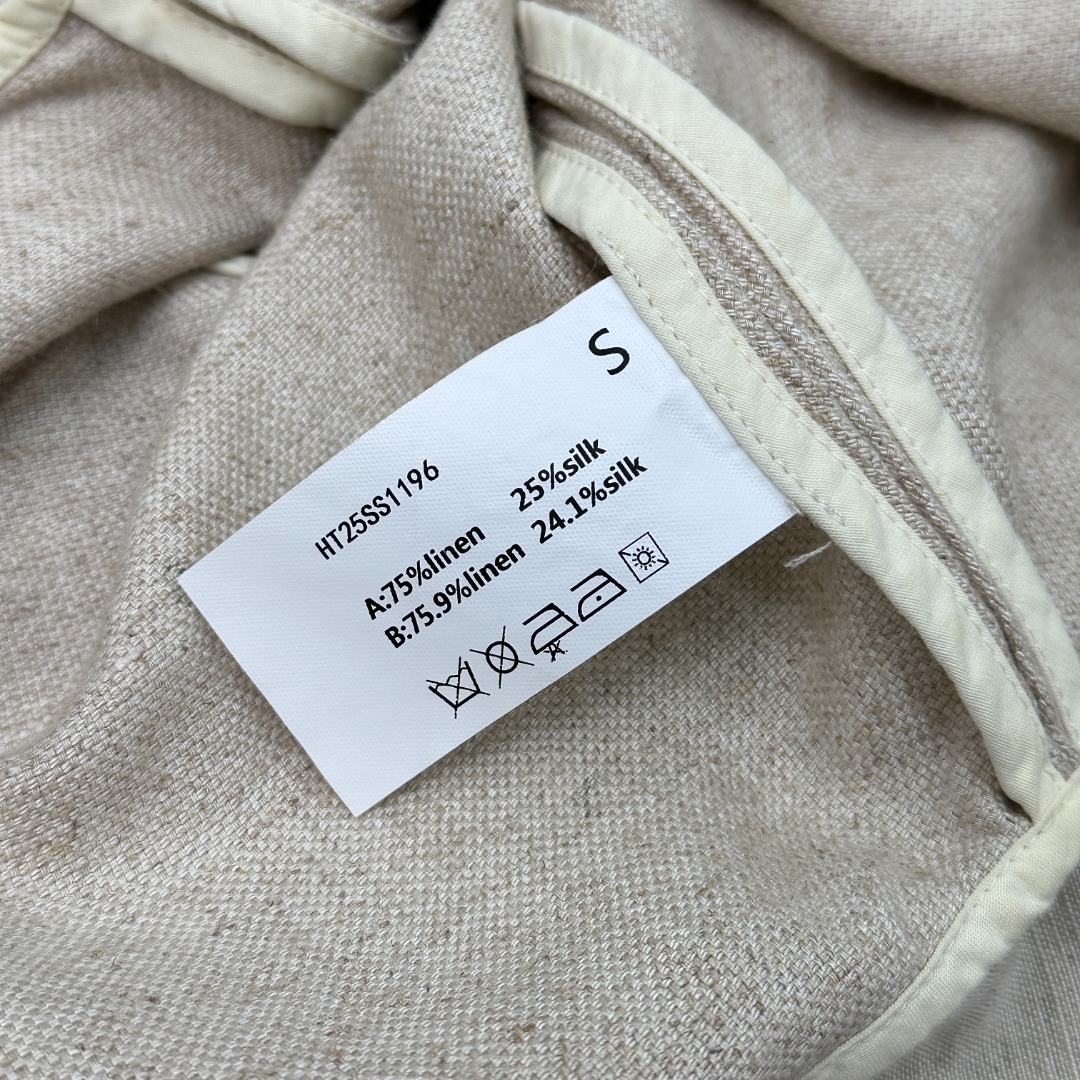 S
HT25SS1196
A:75%linen 25%silk
B:75.9%linen 24.1%silk